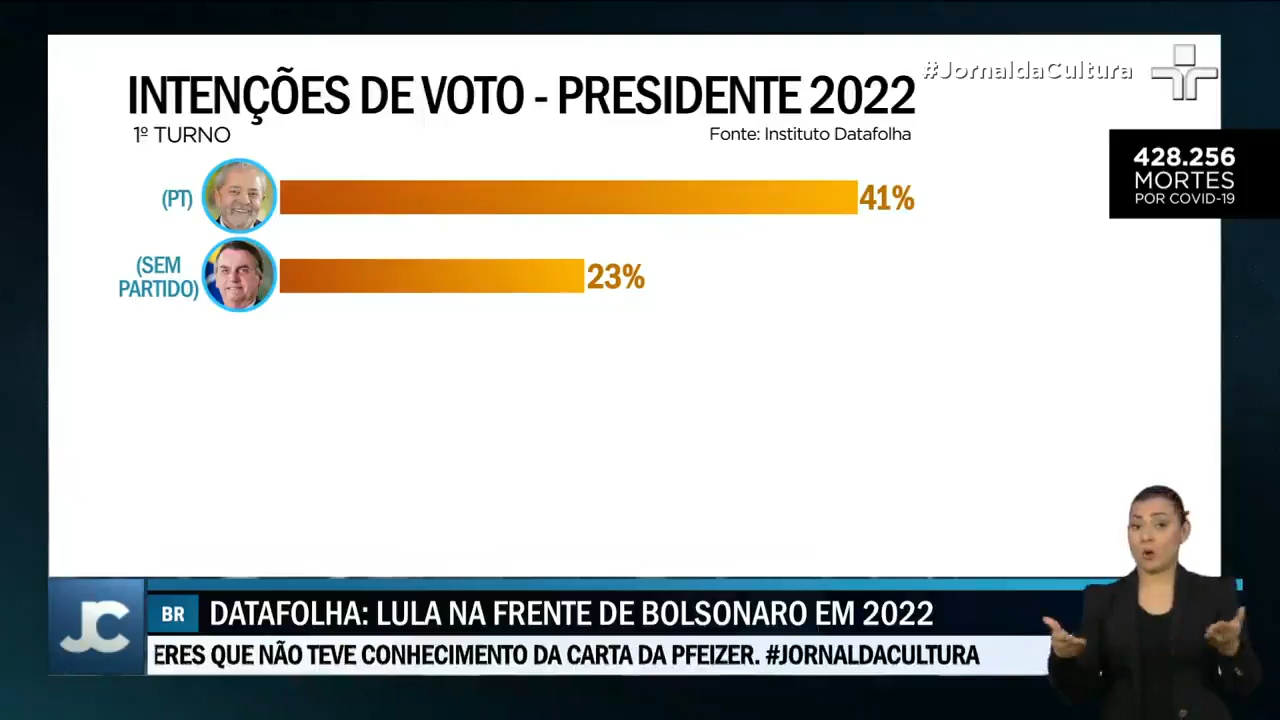 #JornaldaCultura
INTENÇÕES DE VOTO - PRESIDENTE 2022
1º TURNO
Fonte: Instituto Datafolha
(PT)
41%
(SEM
PARTIDO)
23%
428.256
MORTES
POR COVID-19
JC
BR
DATAFOLHA: LULA NA FRENTE DE BOLSONARO EM 2022
ERES QUE NÃO TEVE CONHECIMENTO DA CARTA DA PFEIZER. #JORNALDACULTURA